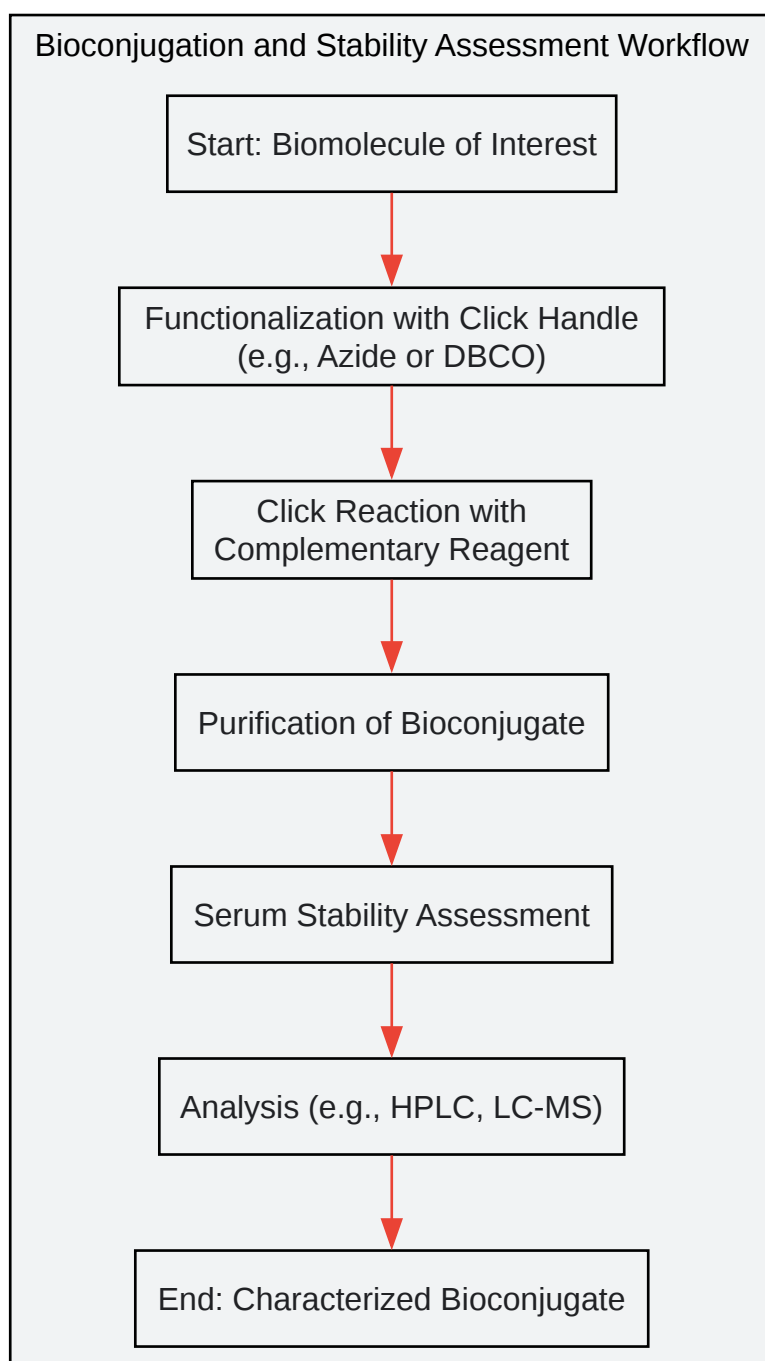 Bioconjugation and Stability Assessment Workflow
Start: Biomolecule of Interest
Functionalization with Click Handle
(e.g., Azide or DBCO)
Click Reaction with
Complementary Reagent
Purification of Bioconjugate
Serum Stability Assessment
Analysis (e.g., HPLC, LC-MS)
End: Characterized Bioconjugate